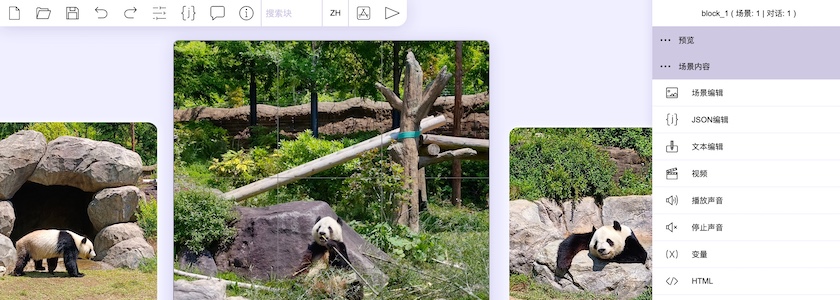 搜索块
ZH
block_1 ( 场景: 1 | 对话: 1 )
预览
场景内容
场景编辑
JSON编辑
文本编辑
视频
播放声音
停止声音
变量
HTML